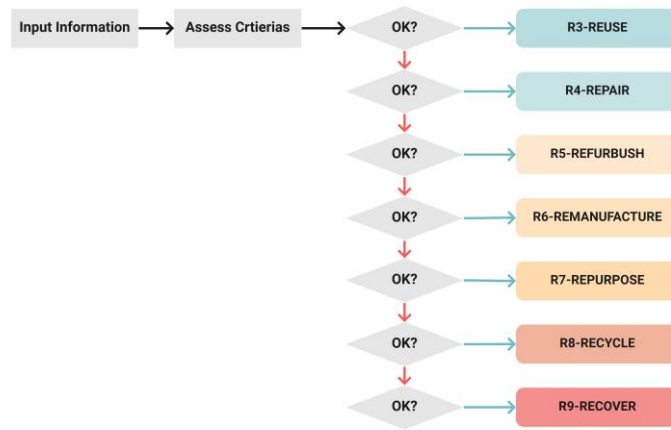 Input Information
Assess Crtierias
OK?
R3-REUSE
OK?
R4-REPAIR
OK?
R5-REFURBUSH
OK?
R6-REMANUFACTURE
OK?
R7-REPURPOSE
OK?
R8-RECYCLE
OK?
R9-RECOVER